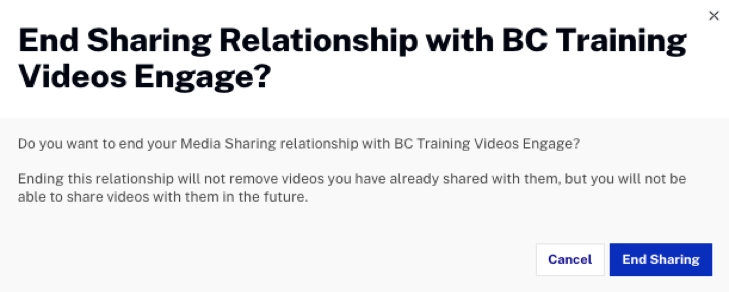 End Sharing Relationship with BC Training
Videos Engage?
Do you want to end your Media Sharing relationship with BC Training Videos Engage?
Ending this relationship will not remove videos you have already shared with them, but you will not be
able to share videos with them in the future.
Cancel End Sharing